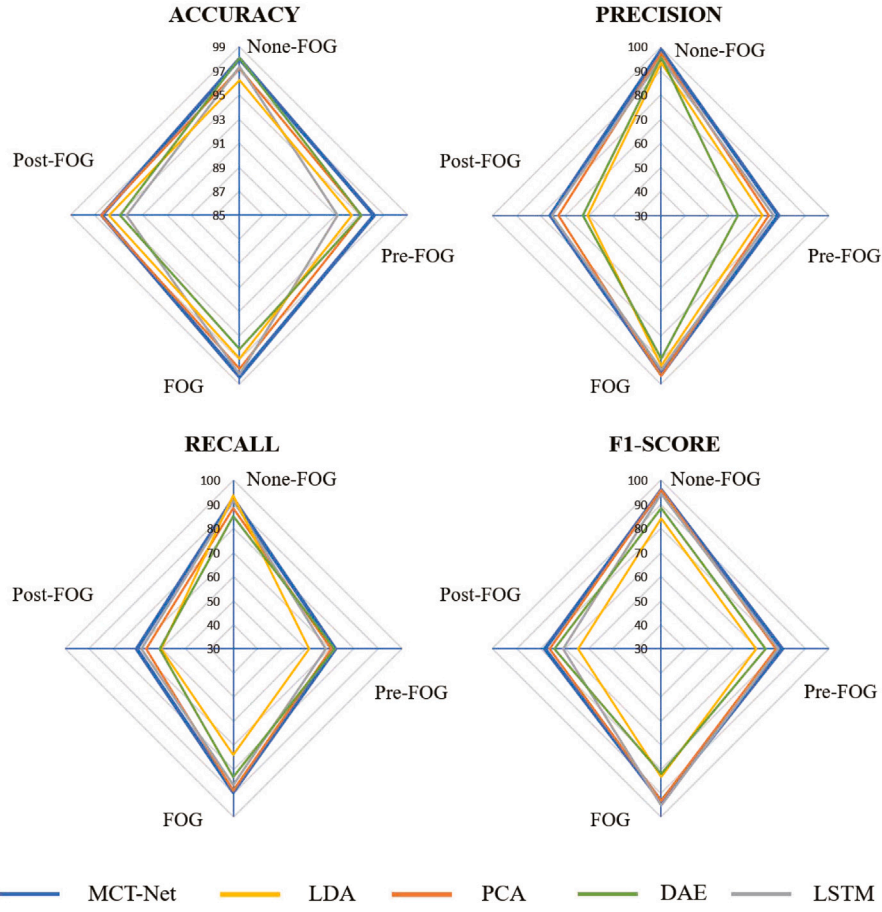 ACCURACY
99
None-FOG
97
95
93
91
89
87
85
Post-FOG
Pre-FOG
FOG
PRECISION
100
None-FOG
90
80
70
60
50
40
30
Post-FOG
Pre-FOG
FOG
RECALL
100
None-FOG
90
80
70
60
50
40
30
Post-FOG
Pre-FOG
FOG
F1-SCORE
100
None-FOG
90
80
70
60
50
40
30
Post-FOG
Pre-FOG
FOG
MCT-Net LDA PCA DAE LSTM